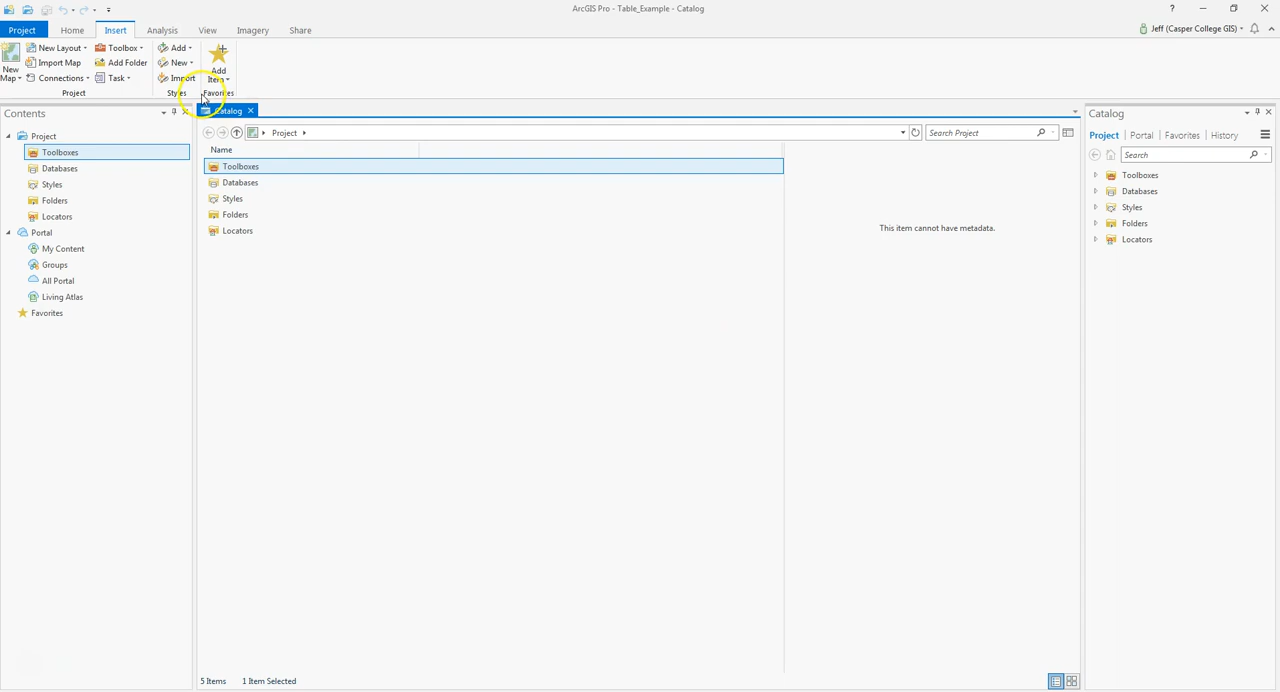 ArcGIS Pro - Table_Example - Catalog
?
Project Home Insert Analysis View Imagery Share
Jeff (Casper College GIS)
New Map
New Layout
Import Map
Connections
Toolbox
Add Folder
Task
Project
Add
New
Import
Styles
Add Item
Favorites
Contents
Project
Toolboxes
Databases
Styles
Folders
Locators
Portal
My Content
Groups
All Portal
Living Atlas
Favorites
Catalog
Project
Search Project
Name
Toolboxes
Databases
Styles
Folders
Locators
This item cannot have metadata.
5 Items 1 Item Selected
Catalog
Project Portal Favorites History
Search
Toolboxes
Databases
Styles
Folders
Locators